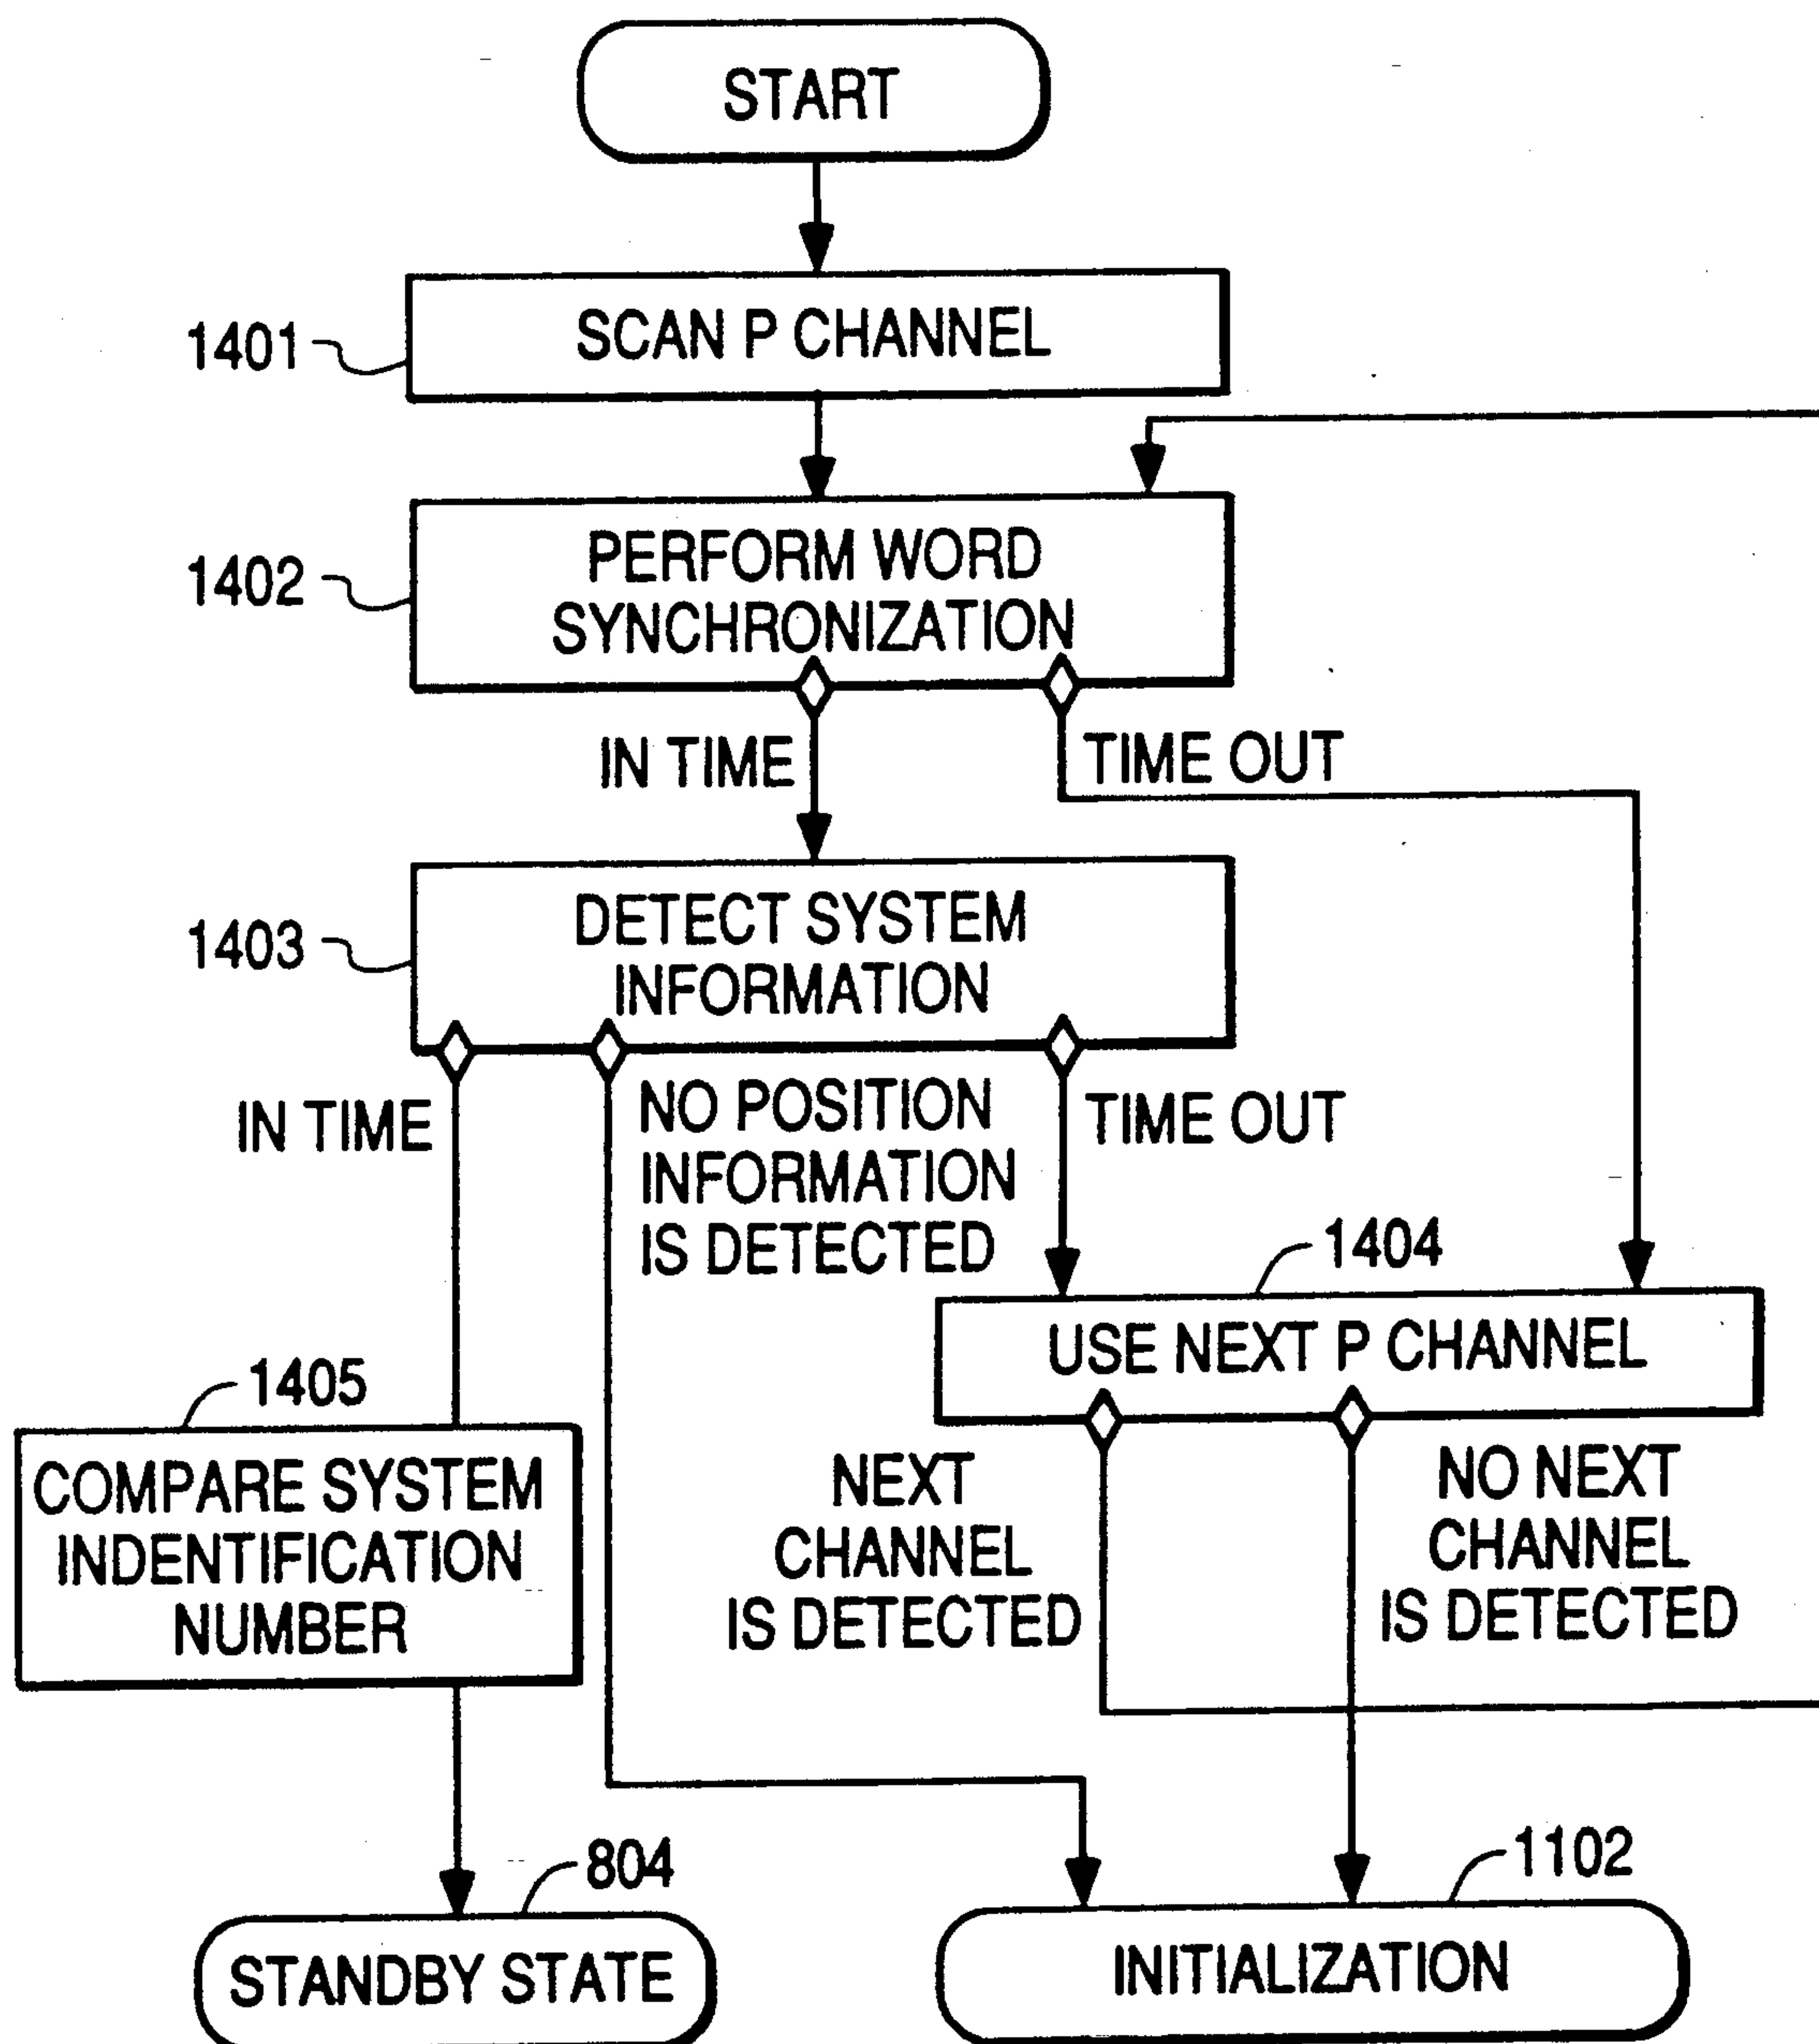 START
SCAN P CHANNEL
1401
PERFORM WORD
SYNCHRONIZATION
1402
IN TIME
TIME OUT
DETECT SYSTEM
INFORMATION
1403
IN TIME
NO POSITION
INFORMATION
IS DETECTED
TIME OUT
1404
USE NEXT P CHANNEL
1405
COMPARE SYSTEM
INDENTIFICATION
NUMBER
NEXT
CHANNEL
IS DETECTED
NO NEXT
CHANNEL
IS DETECTED
804
STANDBY STATE
1102
INITIALIZATION